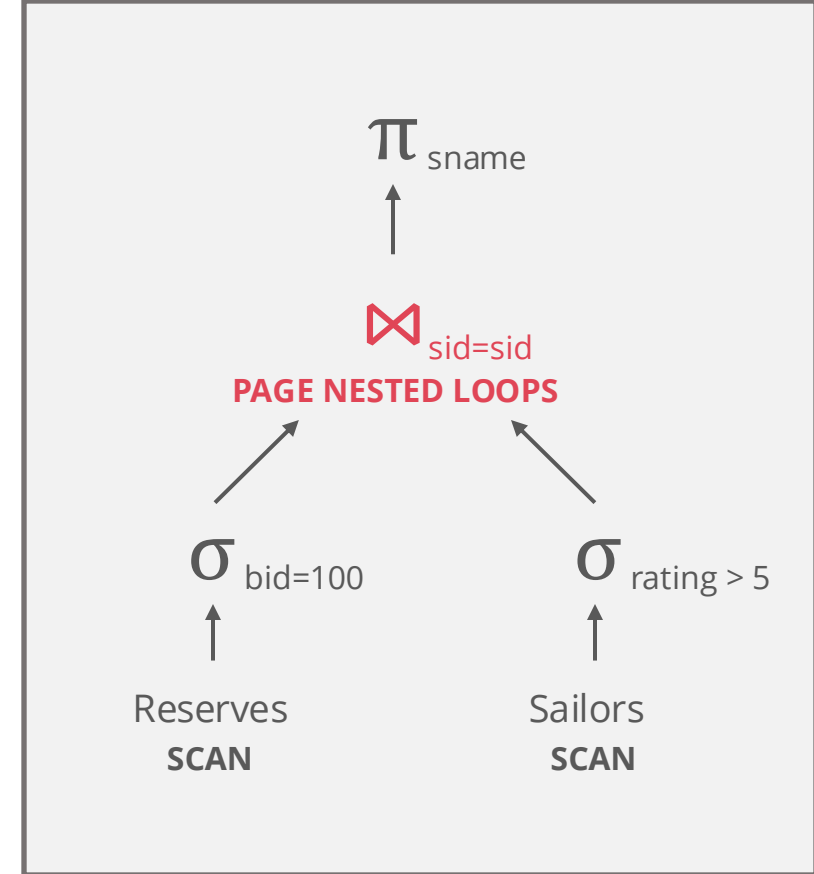 π sname
⋈ sid=sid
PAGE NESTED LOOPS
σ bid=100
σ rating > 5
Reserves
SCAN
Sailors
SCAN